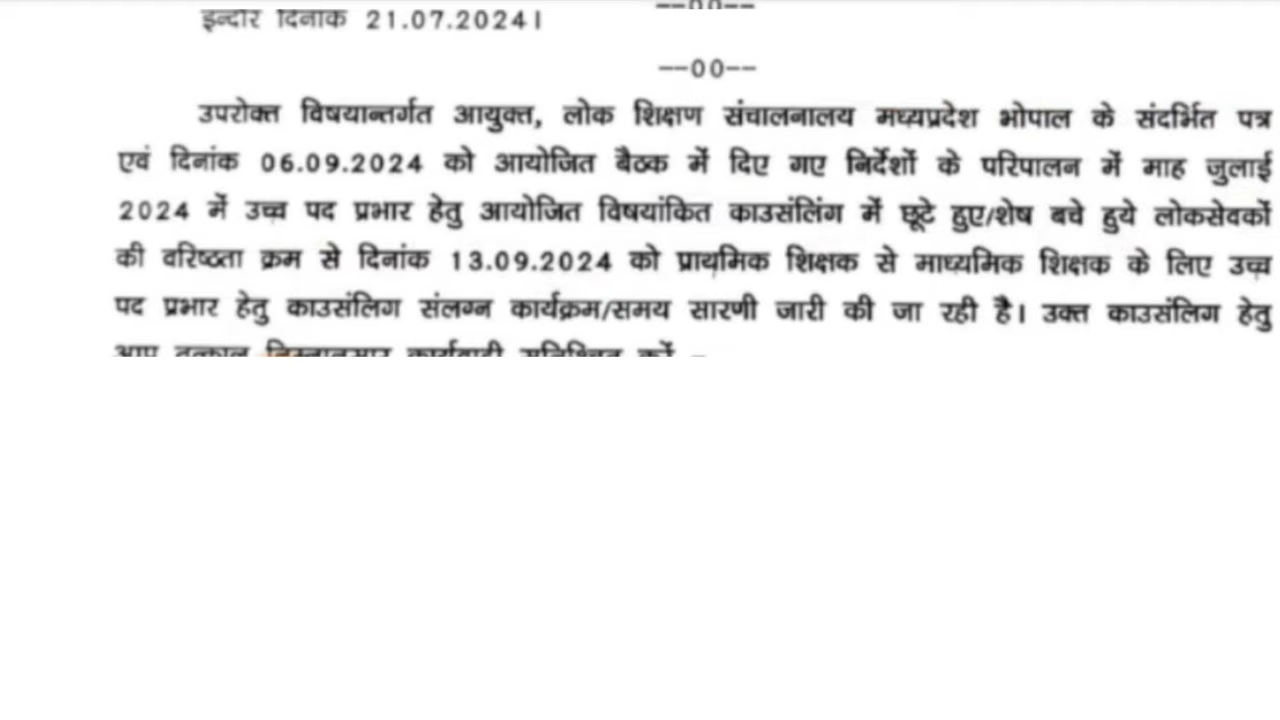 इन्दौर दिनांक 21.07.2024।
--00--
उपरोक्त विषयान्तर्गत आयुक्त, लोक शिक्षण संचालनालय मध्यप्रदेश भोपाल के संदर्भित पत्र
एवं दिनांक 06.09.2024 को आयोजित बैठक में दिए गए निर्देशों के परिपालन में माह जुलाई
2024 में उच्च पद प्रभार हेतु आयोजित विषयांकित काउसंलिंग में छूटे हुए/शेष बचे हुये लोकसेवकों
की वरिष्ठता क्रम से दिनांक 13.09.2024 को प्राथमिक शिक्षक से माध्यमिक शिक्षक के लिए उच्च
पद प्रभार हेतु काउसंलिग संलग्न कार्यक्रम/समय सारणी जारी की जा रही है। उक्त काउसंलिग हेतु